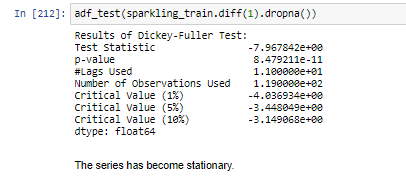 In [212]: adf_test(sparkling_train.diff(1).dropna())
Results of Dickey-Fuller Test:
Test Statistic -7.967842e+00
p-value 8.479211e-11
#Lags Used 1.100000e+01
Number of Observations Used 1.190000e+02
Critical Value (1%) -4.036934e+00
Critical Value (5%) -3.448049e+00
Critical Value (10%) -3.149068e+00
dtype: float64
The series has become stationary.